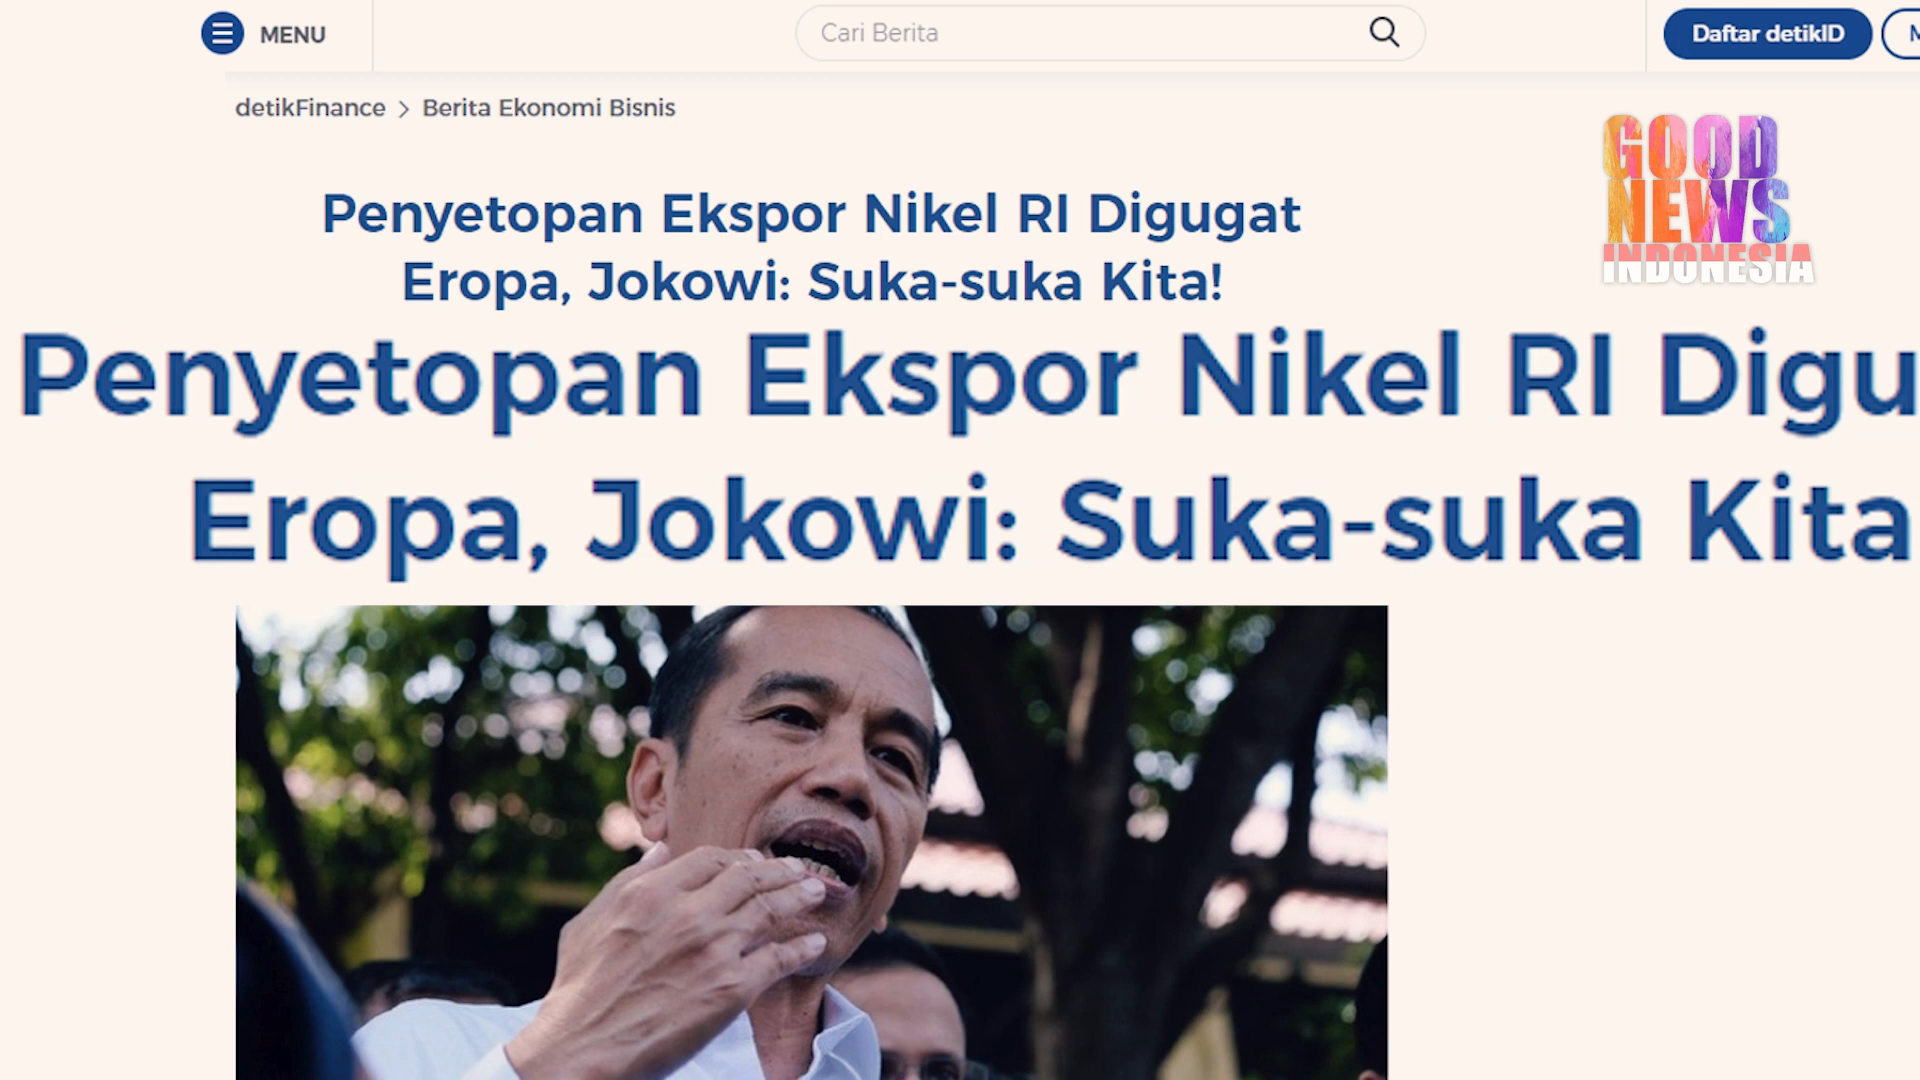 MENU
Cari Berita
Daftar detikID
detikFinance > Berita Ekonomi Bisnis
GOOD
NEWS
INDONESIA
Penyetopan Ekspor Nikel RI Digugat
Eropa, Jokowi: Suka-suka Kita!
Penyetopan Ekspor Nikel RI Digu
Eropa, Jokowi: Suka-suka Kita